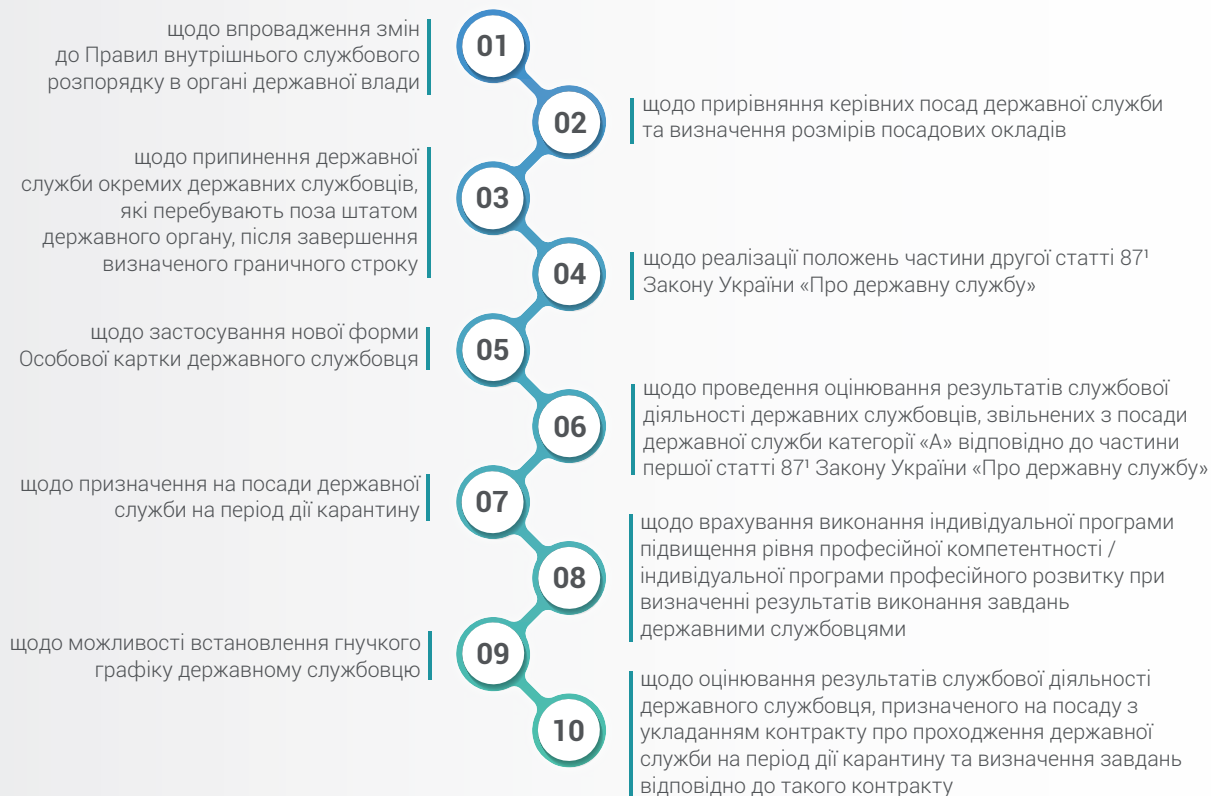 01
щодо впровадження змін
до Правил внутрішнього службового
розпорядку в органі державної влади
02
щодо прирівняння керівних посад державної служби
та визначення розмірів посадових окладів
03
щодо припинення державної
служби окремих державних службовців,
які перебувають поза штатом
державного органу, після завершення
визначеного граничного строку
04
щодо реалізації положень частини другої статті 87¹
Закону України «Про державну службу»
05
щодо застосування нової форми
Особової картки державного службовця
06
щодо проведення оцінювання результатів службової
діяльності державних службовців, звільнених з посади
державної служби категорії «А» відповідно до частини
першої статті 87¹ Закону України «Про державну службу»
07
щодо призначення на посади державної
служби на період дії карантину
08
щодо врахування виконання індивідуальної програми
підвищення рівня професійної компетентності /
індивідуальної програми професійного розвитку при
визначенні результатів виконання завдань
державними службовцями
09
щодо можливості встановлення гнучкого
графіку державному службовцю
10
щодо оцінювання результатів службової діяльності
державного службовця, призначеного на посаду з
укладанням контракту про проходження державної
служби на період дії карантину та визначення завдань
відповідно до такого контракту